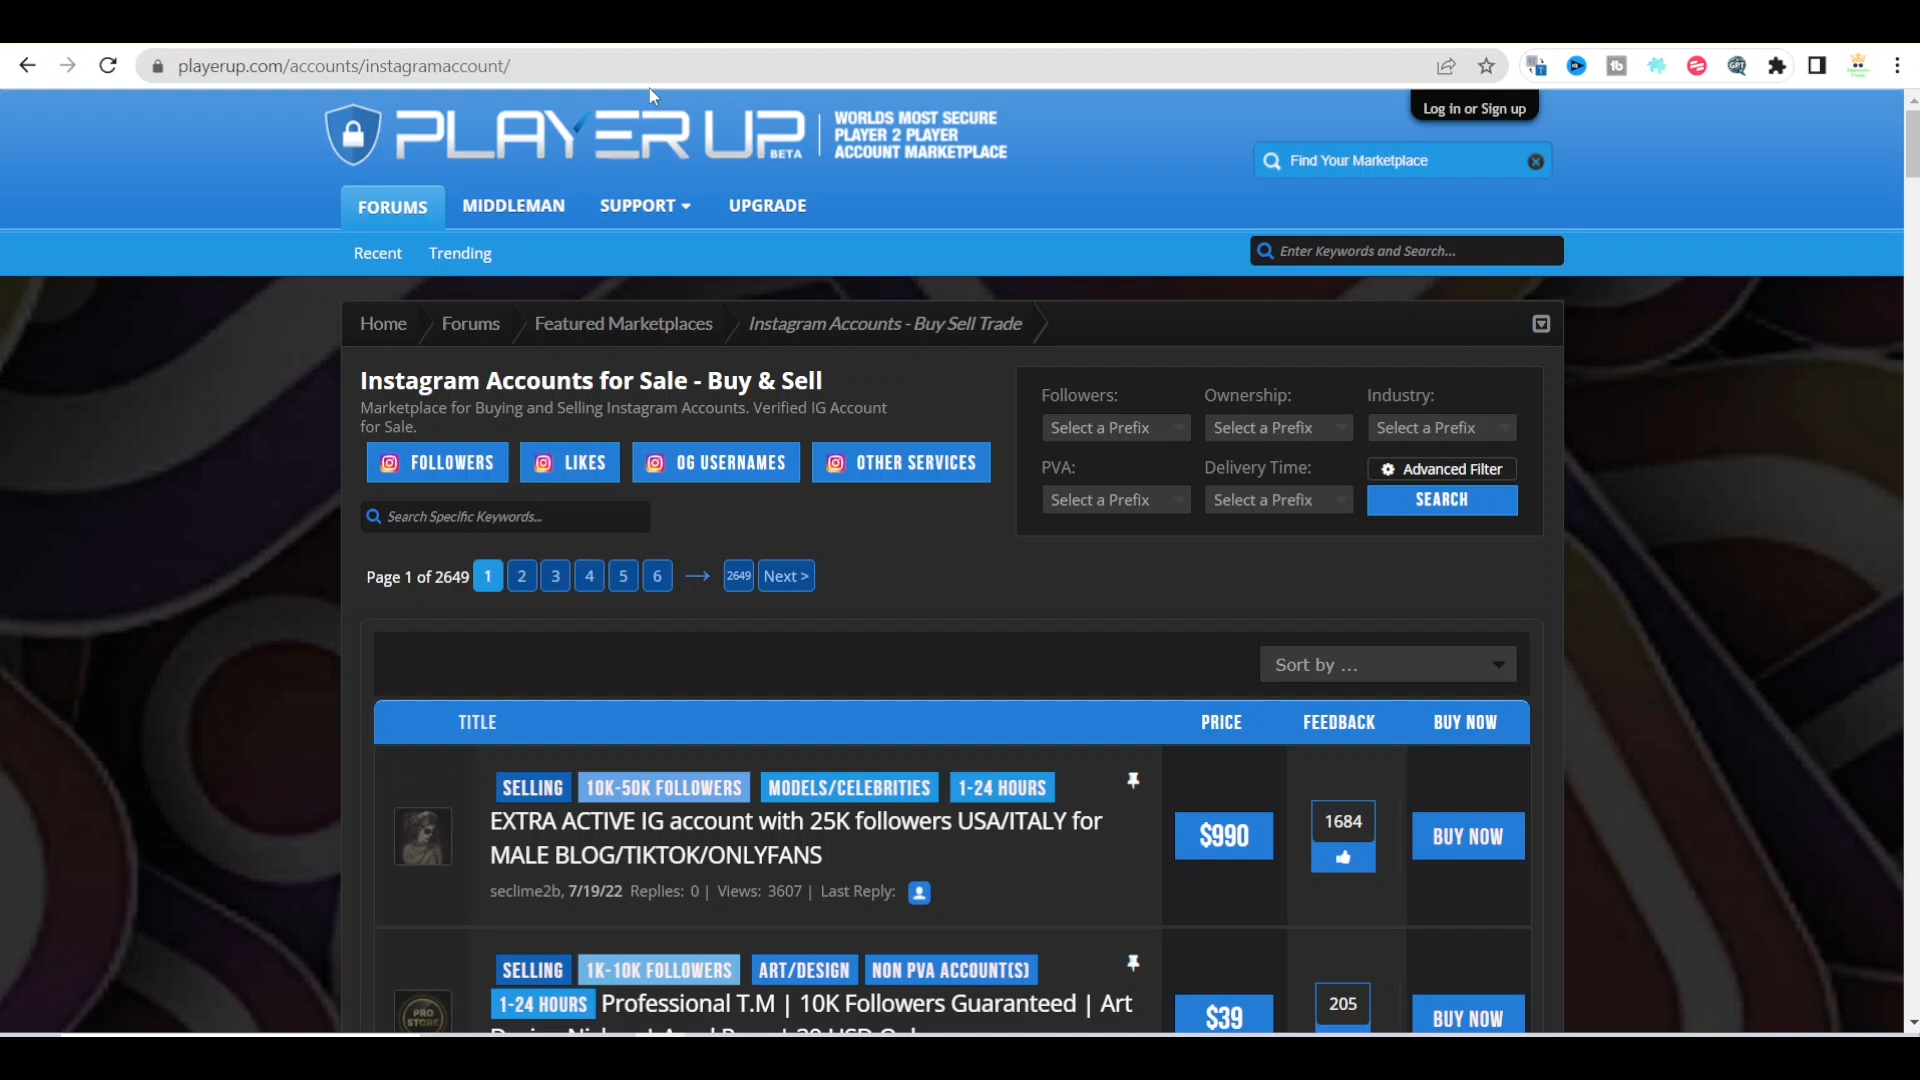 playerup.com/accounts/instagramaccount/
Log in or Sign up
PLAYERUP BETA
WORLDS MOST SECURE
PLAYER 2 PLAYER
ACCOUNT MARKETPLACE
Find Your Marketplace
FORUMS MIDDLEMAN SUPPORT UPGRADE
Recent Trending
Enter Keywords and Search...
Home Forums Featured Marketplaces Instagram Accounts - Buy Sell Trade
Instagram Accounts for Sale - Buy & Sell
Marketplace for Buying and Selling Instagram Accounts. Verified IG Account
for Sale.
FOLLOWERS LIKES OG USERNAMES OTHER SERVICES
Search Specific Keywords...
Followers: Ownership: Industry:
Select a Prefix Select a Prefix Select a Prefix
PVA: Delivery Time: Advanced Filter
Select a Prefix Select a Prefix SEARCH
Page 1 of 2649 1 2 3 4 5 6 → 2649 Next >
Sort by ...
TITLE PRICE FEEDBACK BUY NOW
SELLING 10K-50K FOLLOWERS MODELS/CELEBRITIES 1-24 HOURS
EXTRA ACTIVE IG account with 25K followers USA/ITALY for
MALE BLOG/TIKTOK/ONLYFANS
seclime2b, 7/19/22 Replies: 0 | Views: 3607 | Last Reply:
$990 1684 BUY NOW
SELLING 1K-10K FOLLOWERS ART/DESIGN NON PVA ACCOUNT(S)
1-24 HOURS Professional T.M | 10K Followers Guaranteed | Art
PRO
STORE
$39 205 BUY NOW